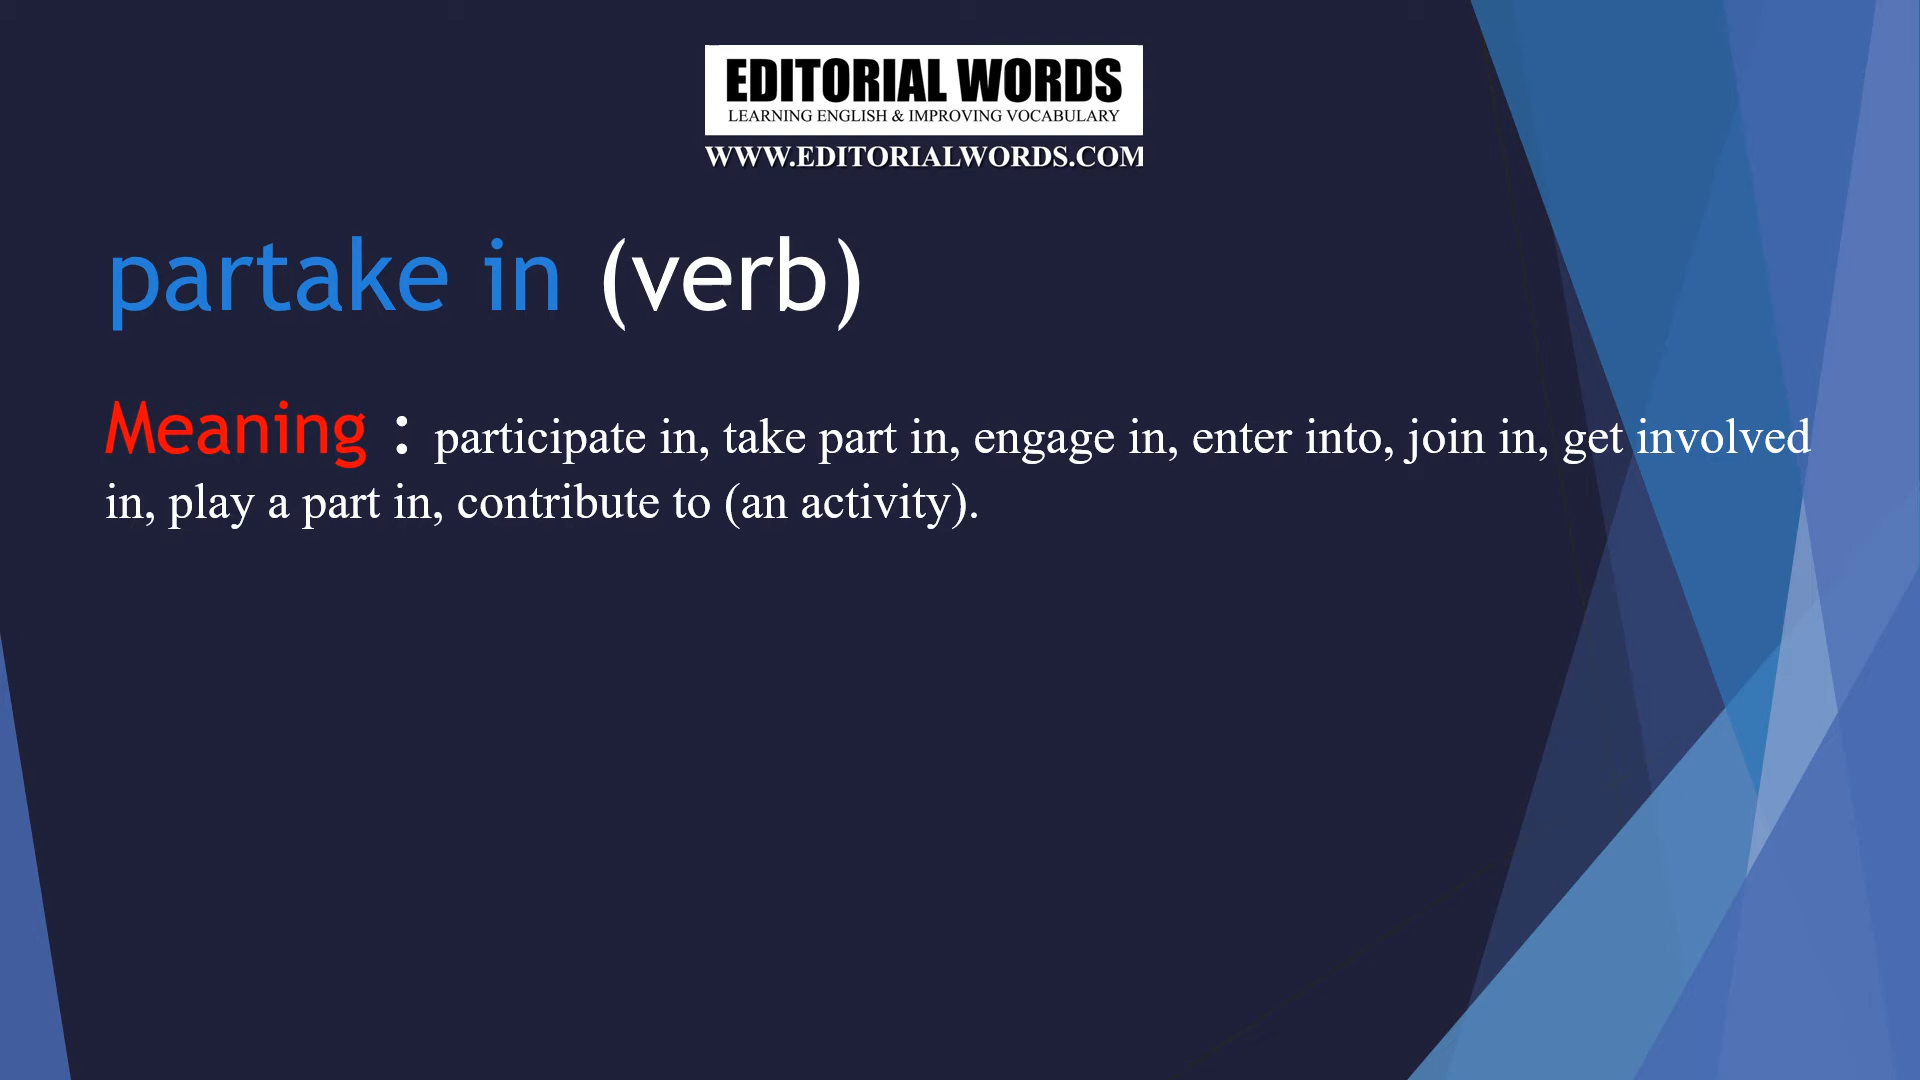 EDITORIAL WORDS
LEARNING ENGLISH & IMPROVING VOCABULARY
WWW.EDITORIALWORDS.COM
partake in (verb)
Meaning : participate in, take part in, engage in, enter into, join in, get involved
in, play a part in, contribute to (an activity).